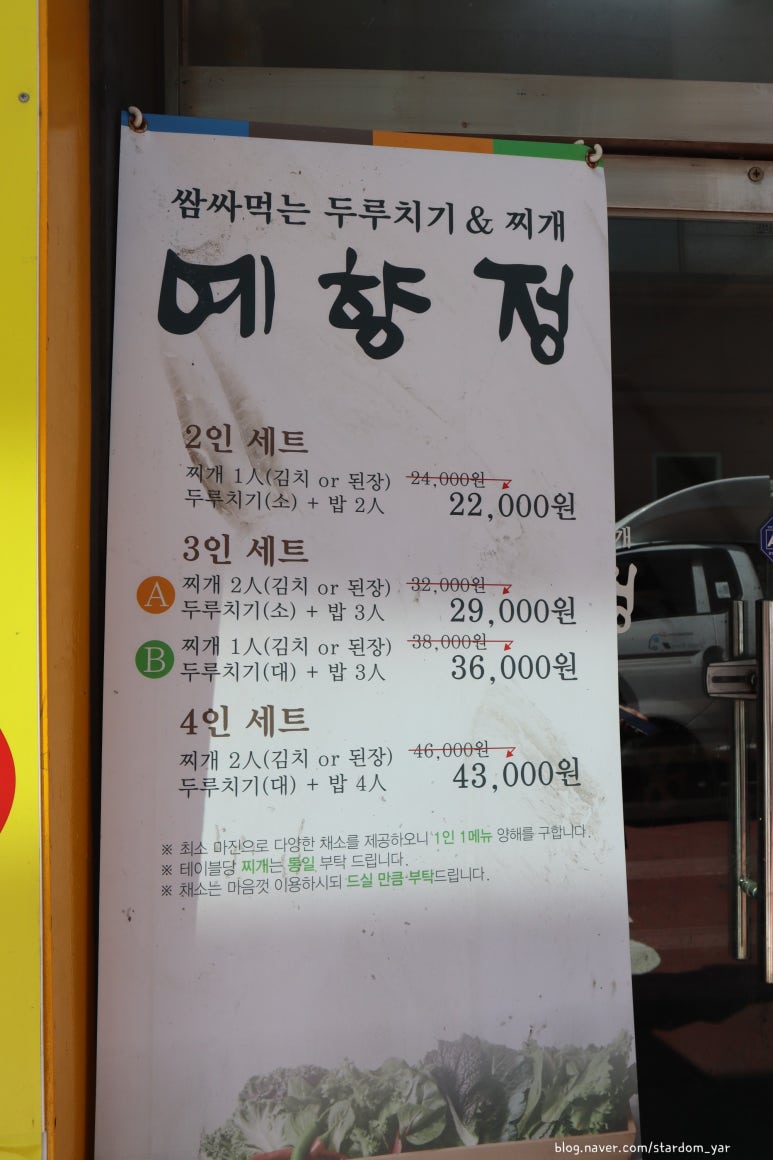 쌈싸먹는 두루치기 & 찌개
예향정
2인 세트
찌개 1人(김치 or 된장) 24,000원
두루치기(소) + 밥 2人 22,000원
3인 세트
A 찌개 2人(김치 or 된장) 32,000원
두루치기(소) + 밥 3人 29,000원
B 찌개 1人(김치 or 된장) 38,000원
두루치기(대) + 밥 3人 36,000원
4인 세트
찌개 2人(김치 or 된장) 46,000원
두루치기(대) + 밥 4人 43,000원
※ 최소 마진으로 다양한 채소를 제공하오니 1인 1메뉴 양해를 구합니다.
※ 테이블당 찌개는 통일 부탁 드립니다.
※ 채소는 마음껏 이용하시되 드실 만큼 부탁드립니다.
개
정
blog.naver.com/stardom_yar